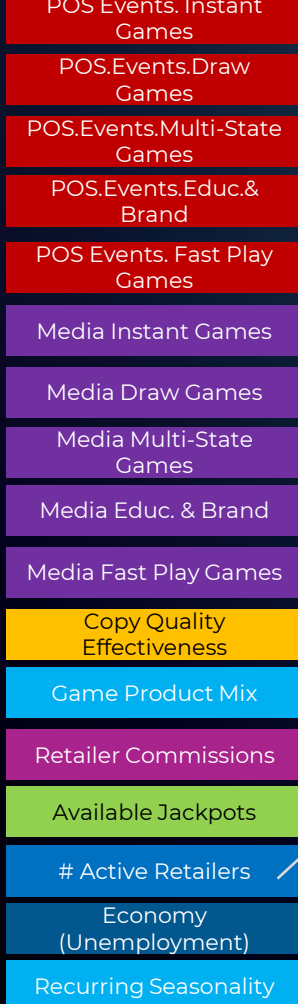 POS Events. Instant
Games
POS.Events.Draw
Games
POS.Events.Multi-State
Games
POS.Events.Educ.&
Brand
POS Events. Fast Play
Games
Media Instant Games
Media Draw Games
Media Multi-State
Games
Media Educ. & Brand
Media Fast Play Games
Copy Quality
Effectiveness
Game Product Mix
Retailer Commissions
Available Jackpots
# Active Retailers
Economy
(Unemployment)
Recurring Seasonality